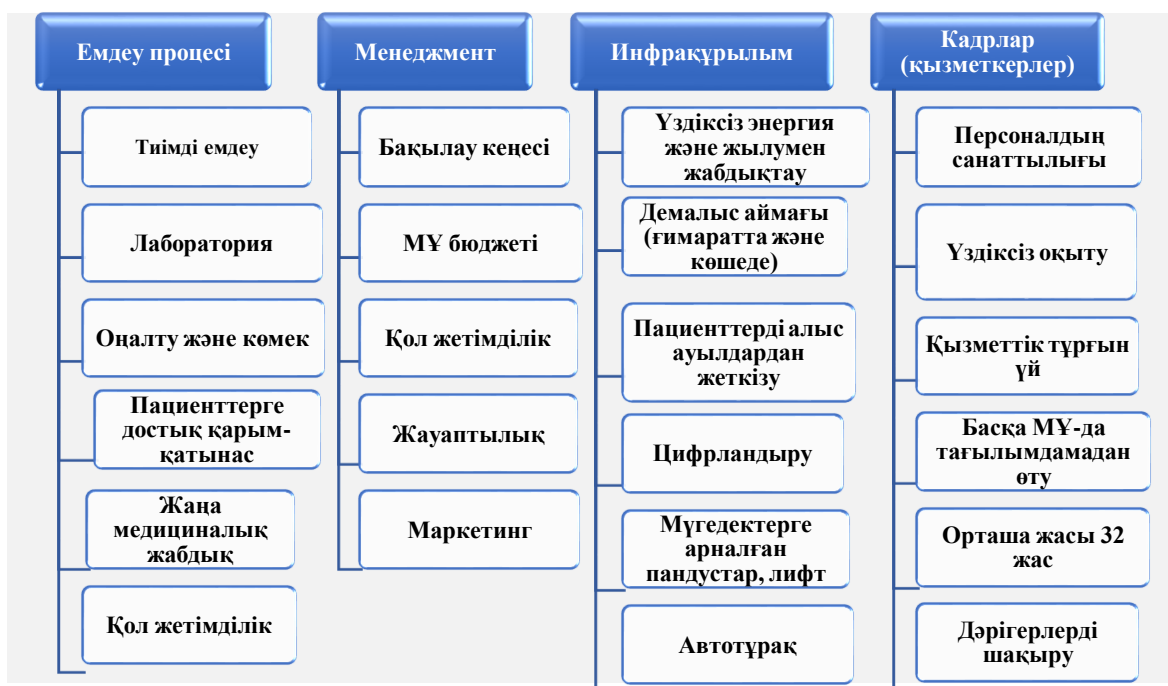 Емдеу процесі
Тиімді емдеу
Лаборатория
Оңалту және көмек
Пациенттерге
достық қарым-
қатынас
Жаңа
медициналық
жабдық
Қол жетімділік
Менеджмент
Бақылау кеңесі
МҰ бюджеті
Қол жетімділік
Жауаптылық
Маркетинг
Инфрақұрылым
Үздіксіз энергия
және жылумен
жабдықтау
Демалыс аймағы
(ғимаратта және
көшеде)
Пациенттерді алыс
ауылдардан
жеткізу
Цифрландыру
Мүгедектерге
арналған
пандустар, лифт
Автотұрақ
Кадрлар
(қызметкерлер)
Персоналдың
санаттылығы
Үздіксіз оқыту
Қызметтік тұрғын
үй
Басқа МҰ-да
тағылымдамадан
өту
Орташа жасы 32
жас
Дәрігерлерді
шақыру